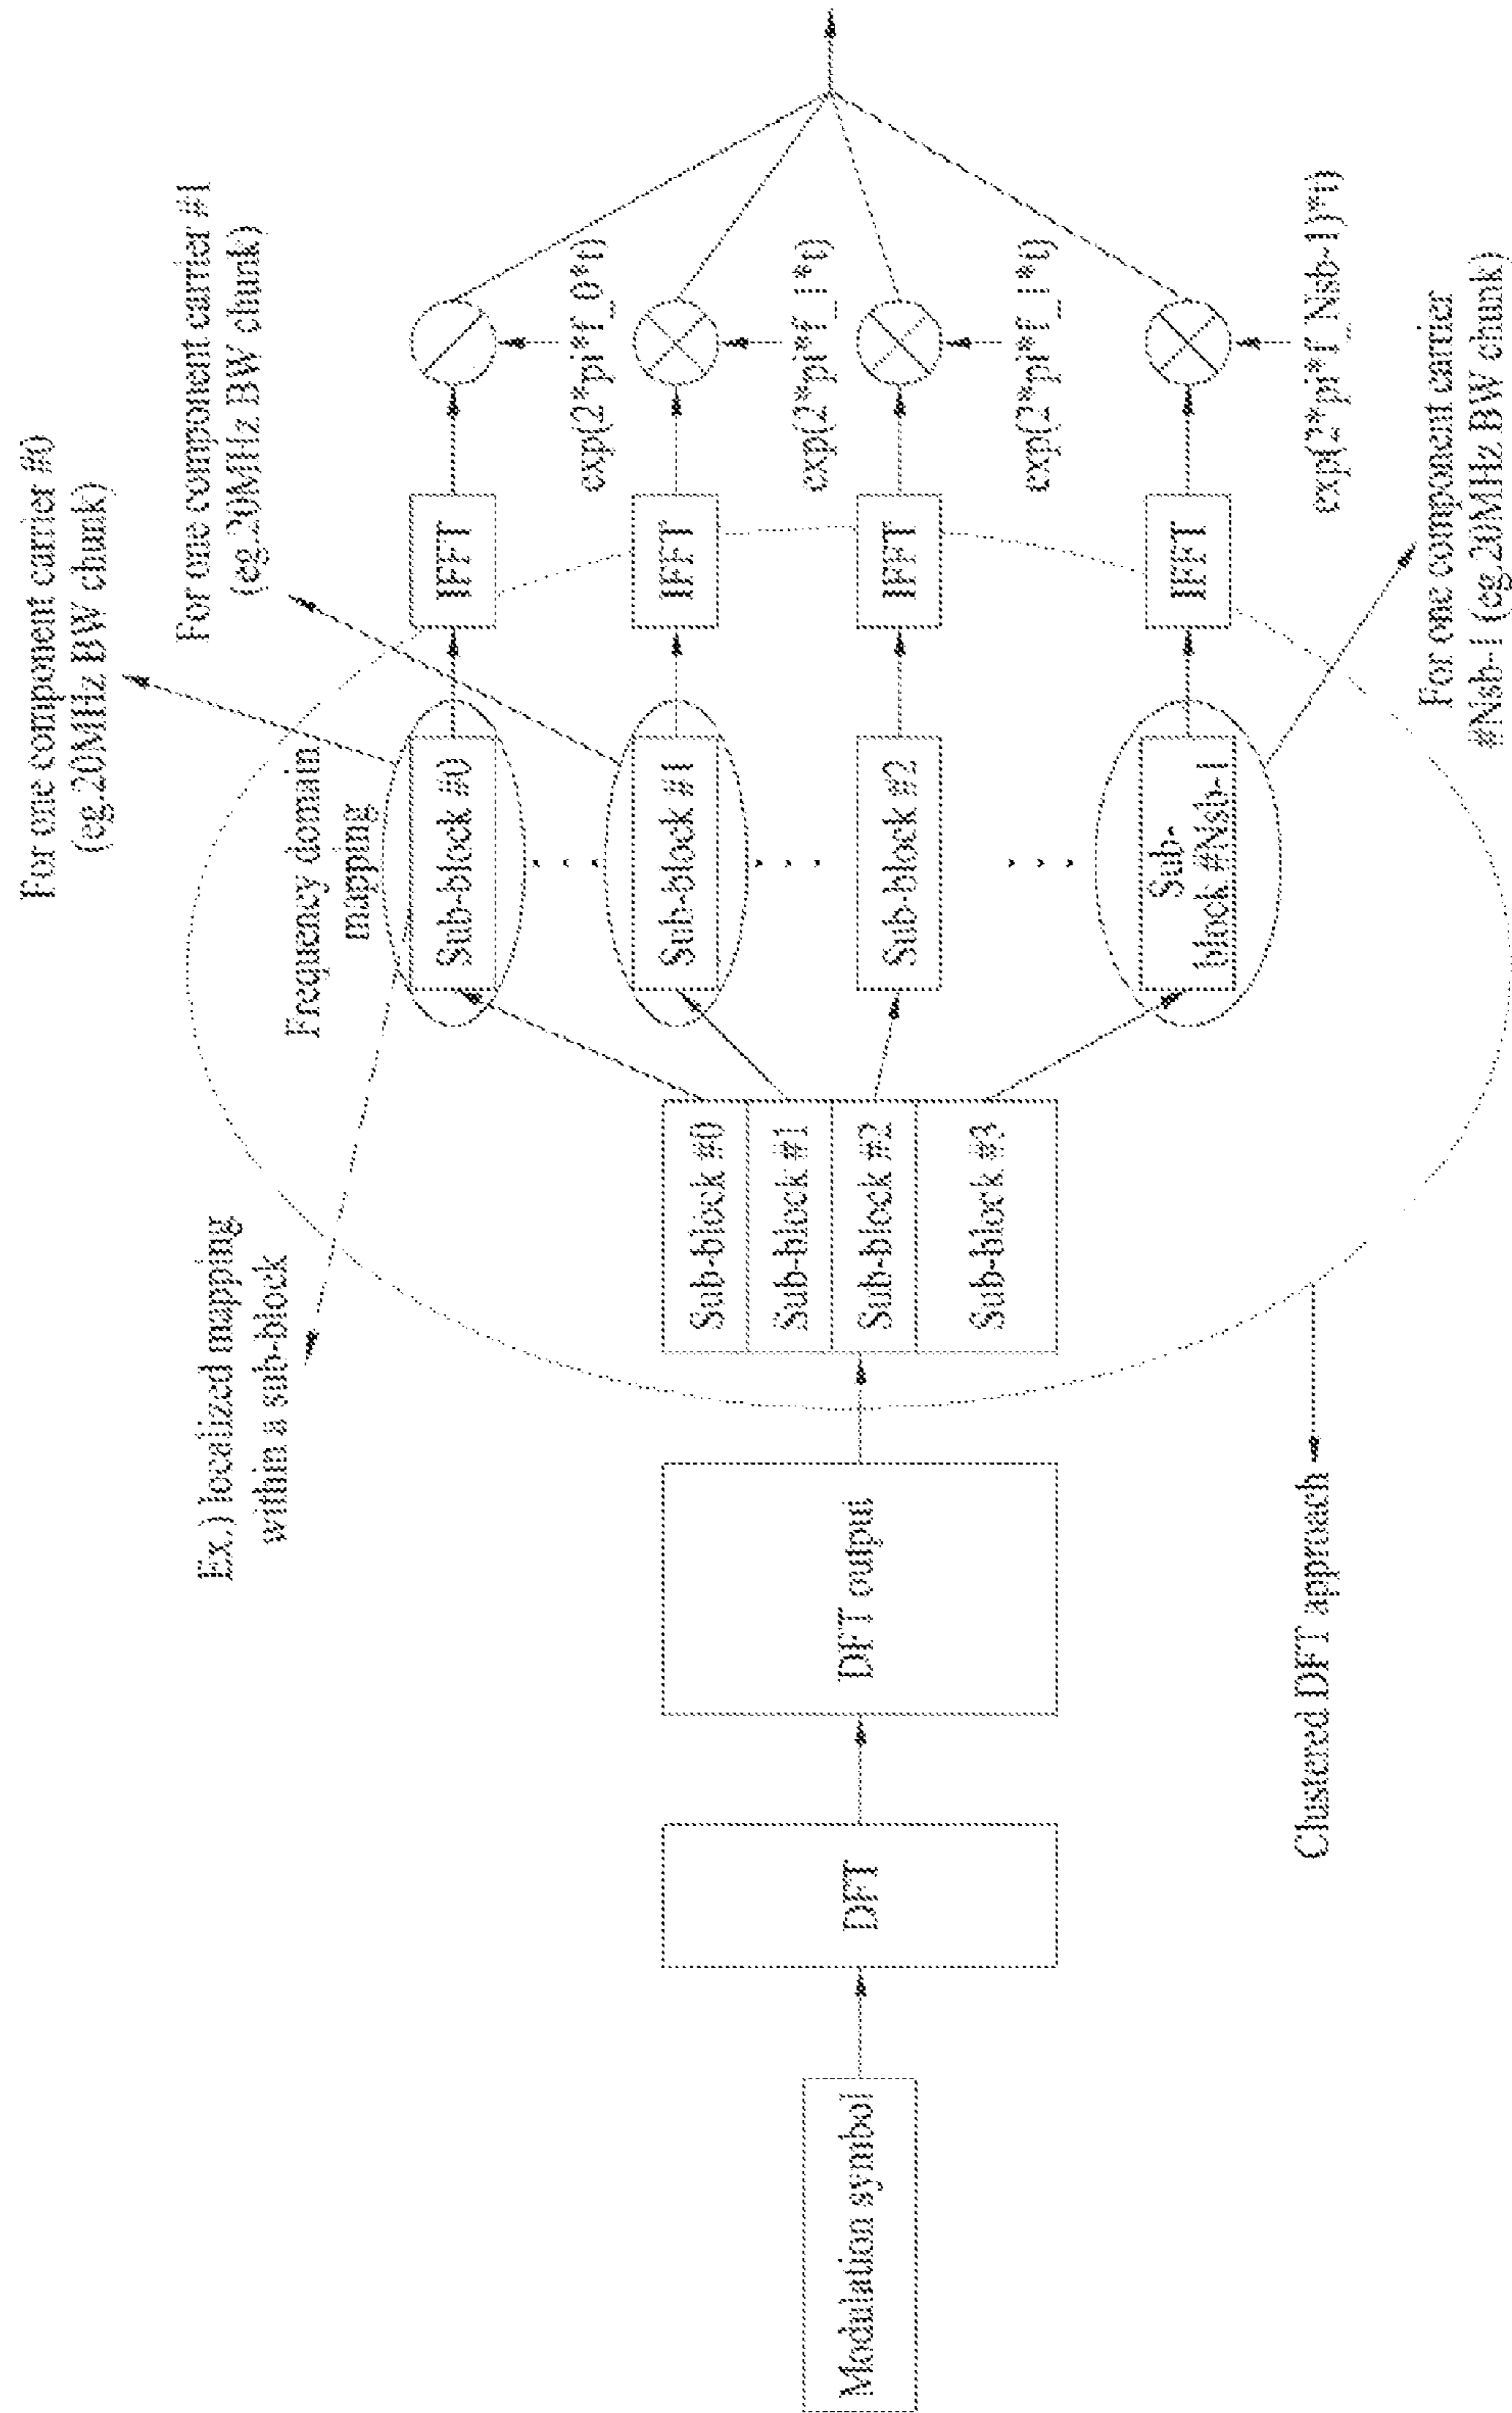 Modulation symbol
DFT
DFT output
Sub-block #0
Sub-block #1
Sub-block #2
Sub-block #3
Ex.) localized mapping
within a sub-block
Clustered DFT approach
Frequency domain
mapping
Sub-block #0
Sub-block #1
Sub-block #2
Sub-
block #Nsb-1
For one component carrier #0
(eg.20MHz BW chunk)
For one component carrier #1
(eg.20MHz BW chunk)
IFFT
IFFT
IFFT
IFFT
exp(2*pi*f_0*t)
exp(2*pi*f_1*t)
exp(2*pi*f_1*t)
exp(2*pi*f_Nsb-1)*t)
For one component carrier
#Nsb-1 (eg.20MHz BW chunk)